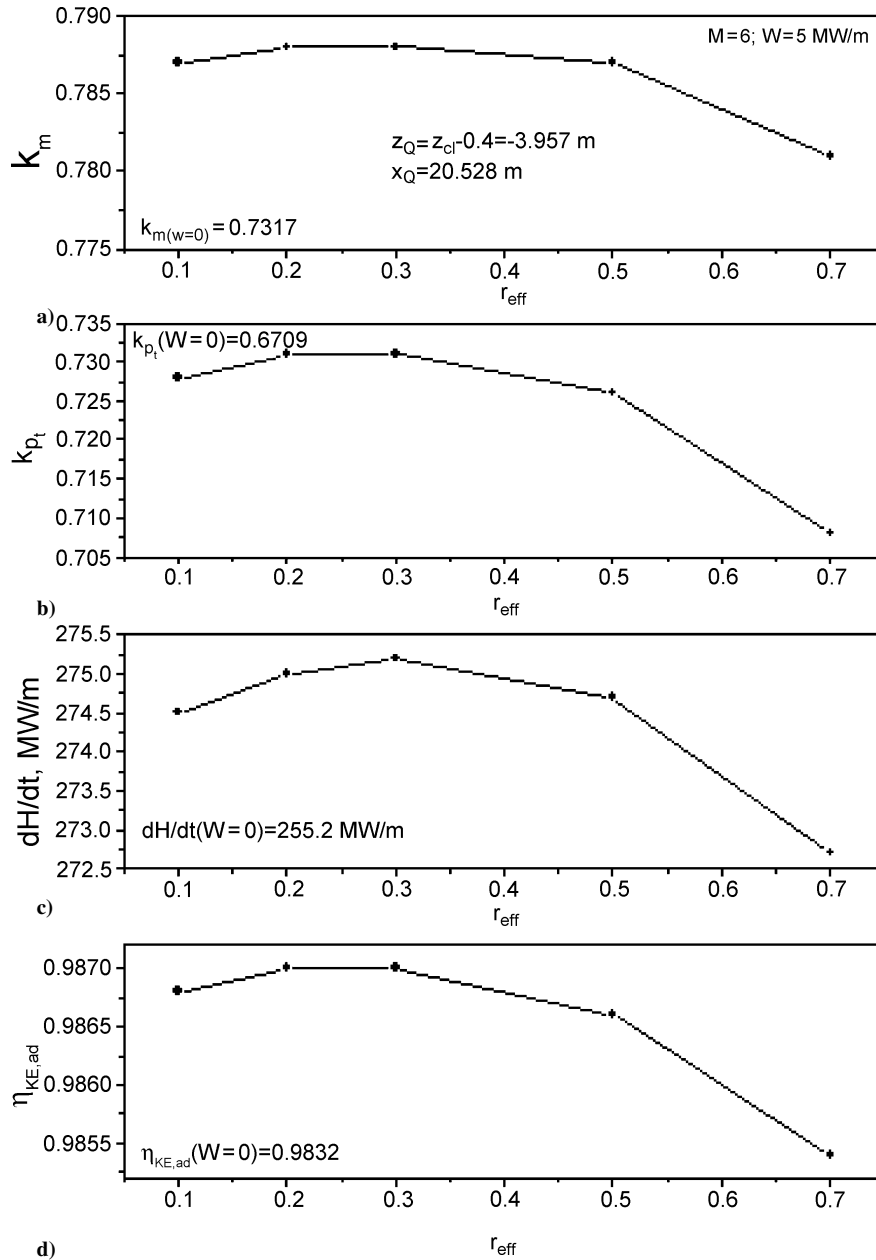 0.790
M=6; W=5 MW/m
0.785
k_m
z_Q=z_cl-0.4=-3.957 m
0.780
x_Q=20.528 m
k_m(w=0)=0.7317
0.775
0.1 0.2 0.3 0.4 0.5 0.6 0.7
r_eff
a)
0.735
k_pt(W=0)=0.6709
0.730
0.725
k_pt
0.720
0.715
0.710
0.705
0.1 0.2 0.3 0.4 0.5 0.6 0.7
r_eff
b)
275.5
275.0
274.5
dH/dt, MW/m
274.0
273.5
273.0
dH/dt(W=0)=255.2 MW/m
272.5
0.1 0.2 0.3 0.4 0.5 0.6 0.7
r_eff
c)
0.9870
0.9865
η_KE,ad
0.9860
0.9855
η_KE,ad(W=0)=0.9832
0.1 0.2 0.3 0.4 0.5 0.6 0.7
r_eff
d)